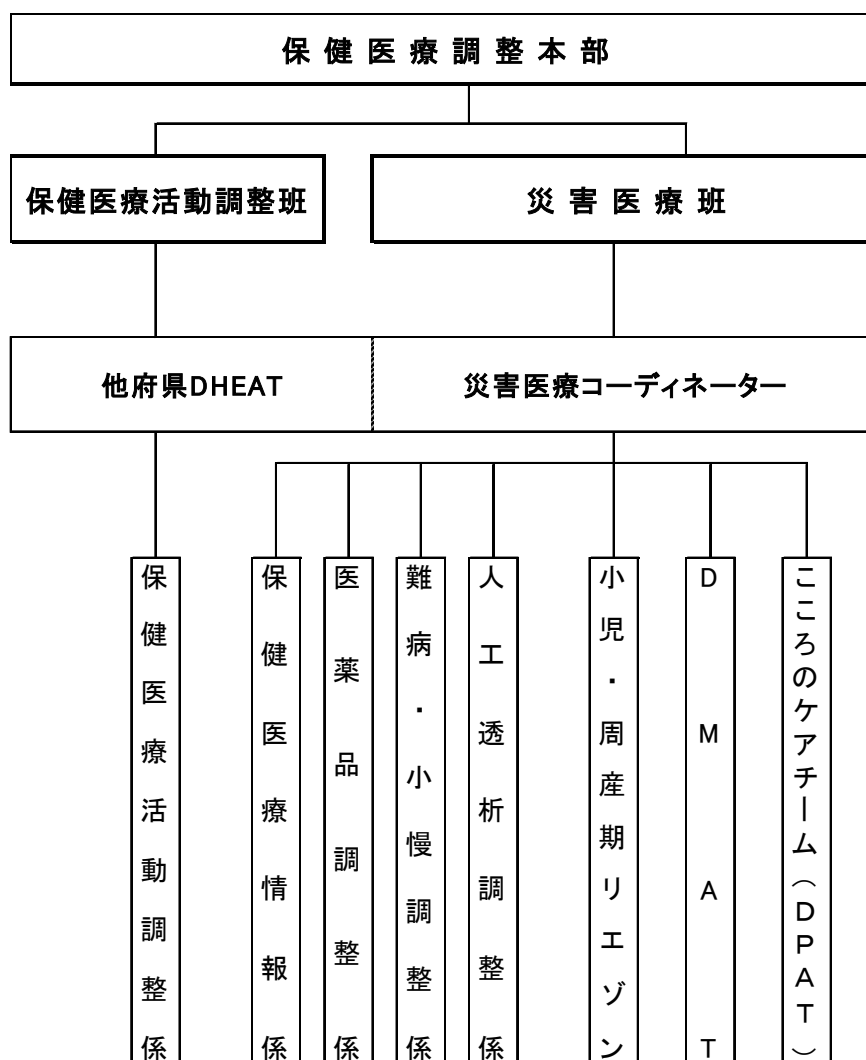 保健医療調整本部
保健医療活動調整班
災害医療班
他府県DHEAT
災害医療コーディネーター
保健医療活動調整係
保健医療情報係
医薬品調整係
難病・小慢調整係
人工透析調整係
小児・周産期リエゾン
DMAT
こころのケアチーム（DPAT）